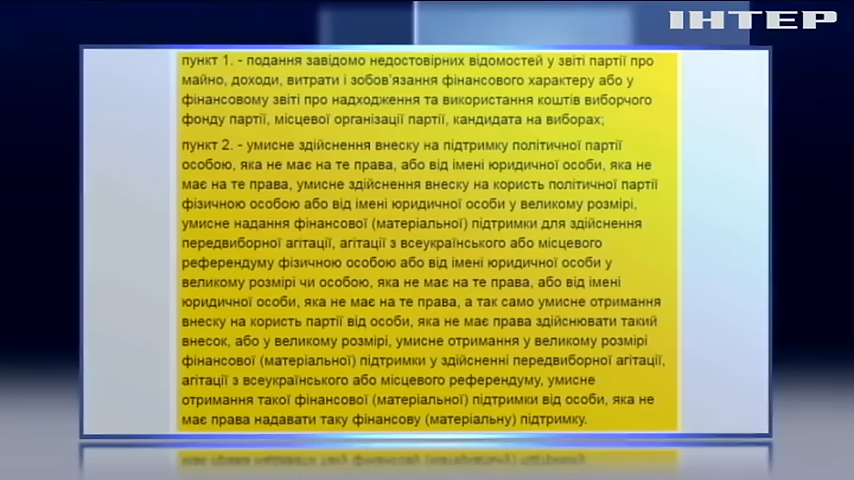 ІНТЕР
пункт 1. - подання завідомо недостовірних відомостей у звіті партії про
майно, доходи, витрати і зобов'язання фінансового характеру або у
фінансовому звіті про надходження та використання коштів виборчого
фонду партії, місцевої організації партії, кандидата на виборах;
пункт 2. - умисне здійснення внеску на підтримку політичної партії
особою, яка не має на те права, або від імені юридичної особи, яка не
має на те права, умисне здійснення внеску на користь політичної партії
фізичною особою або від імені юридичної особи у великому розмірі,
умисне надання фінансової (матеріальної) підтримки для здійснення
передвиборної агітації, агітації з всеукраїнського або місцевого
референдуму фізичною особою або від імені юридичної особи у
великому розмірі чи особою, яка не має на те права, або від імені
юридичної особи, яка не має на те права, а так само умисне отримання
внеску на користь партії від особи, яка не має права здійснювати такий
внесок, або у великому розмірі, умисне отримання у великому розмірі
фінансової (матеріальної) підтримки у здійсненні передвиборної агітації,
агітації з всеукраїнського або місцевого референдуму, умисне
отримання такої фінансової (матеріальної) підтримки від особи, яка не
має права надавати таку фінансову (матеріальну) підтримку.